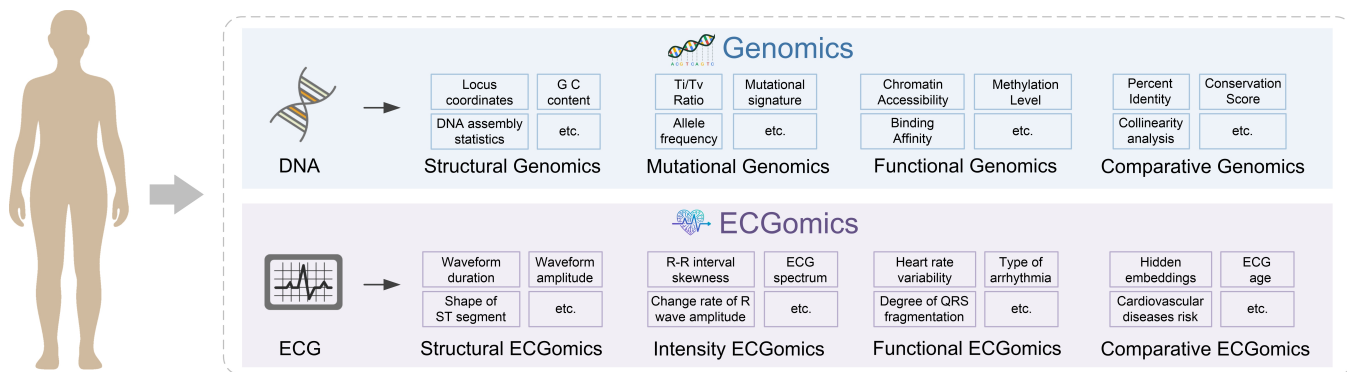 Genomics
A C G T C A G T C
DNA
Locus
coordinates
G C
content
DNA assembly
statistics
etc.
Structural Genomics
Ti/Tv
Ratio
Mutational
signature
Allele
frequency
etc.
Mutational Genomics
Chromatin
Accessibility
Methylation
Level
Binding
Affinity
etc.
Functional Genomics
Percent
Identity
Conservation
Score
Collinearity
analysis
etc.
Comparative Genomics
ECGomics
ECG
Waveform
duration
Waveform
amplitude
Shape of
ST segment
etc.
Structural ECGomics
R-R interval
skewness
ECG
spectrum
Change rate of R
wave amplitude
etc.
Intensity ECGomics
Heart rate
variability
Type of
arrhythmia
Degree of QRS
fragmentation
etc.
Functional ECGomics
Hidden
embeddings
ECG
age
Cardiovascular
diseases risk
etc.
Comparative ECGomics